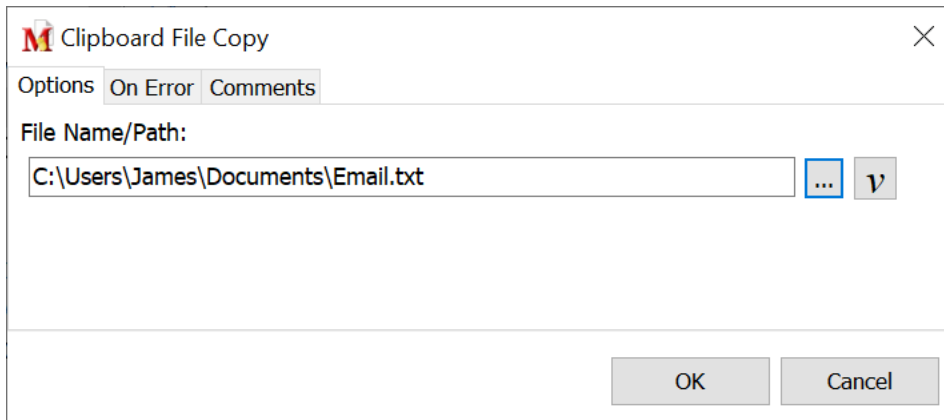 Clipboard File Copy
Options On Error Comments
File Name/Path:
C:\Users\James\Documents\Email.txt ... v
OK Cancel